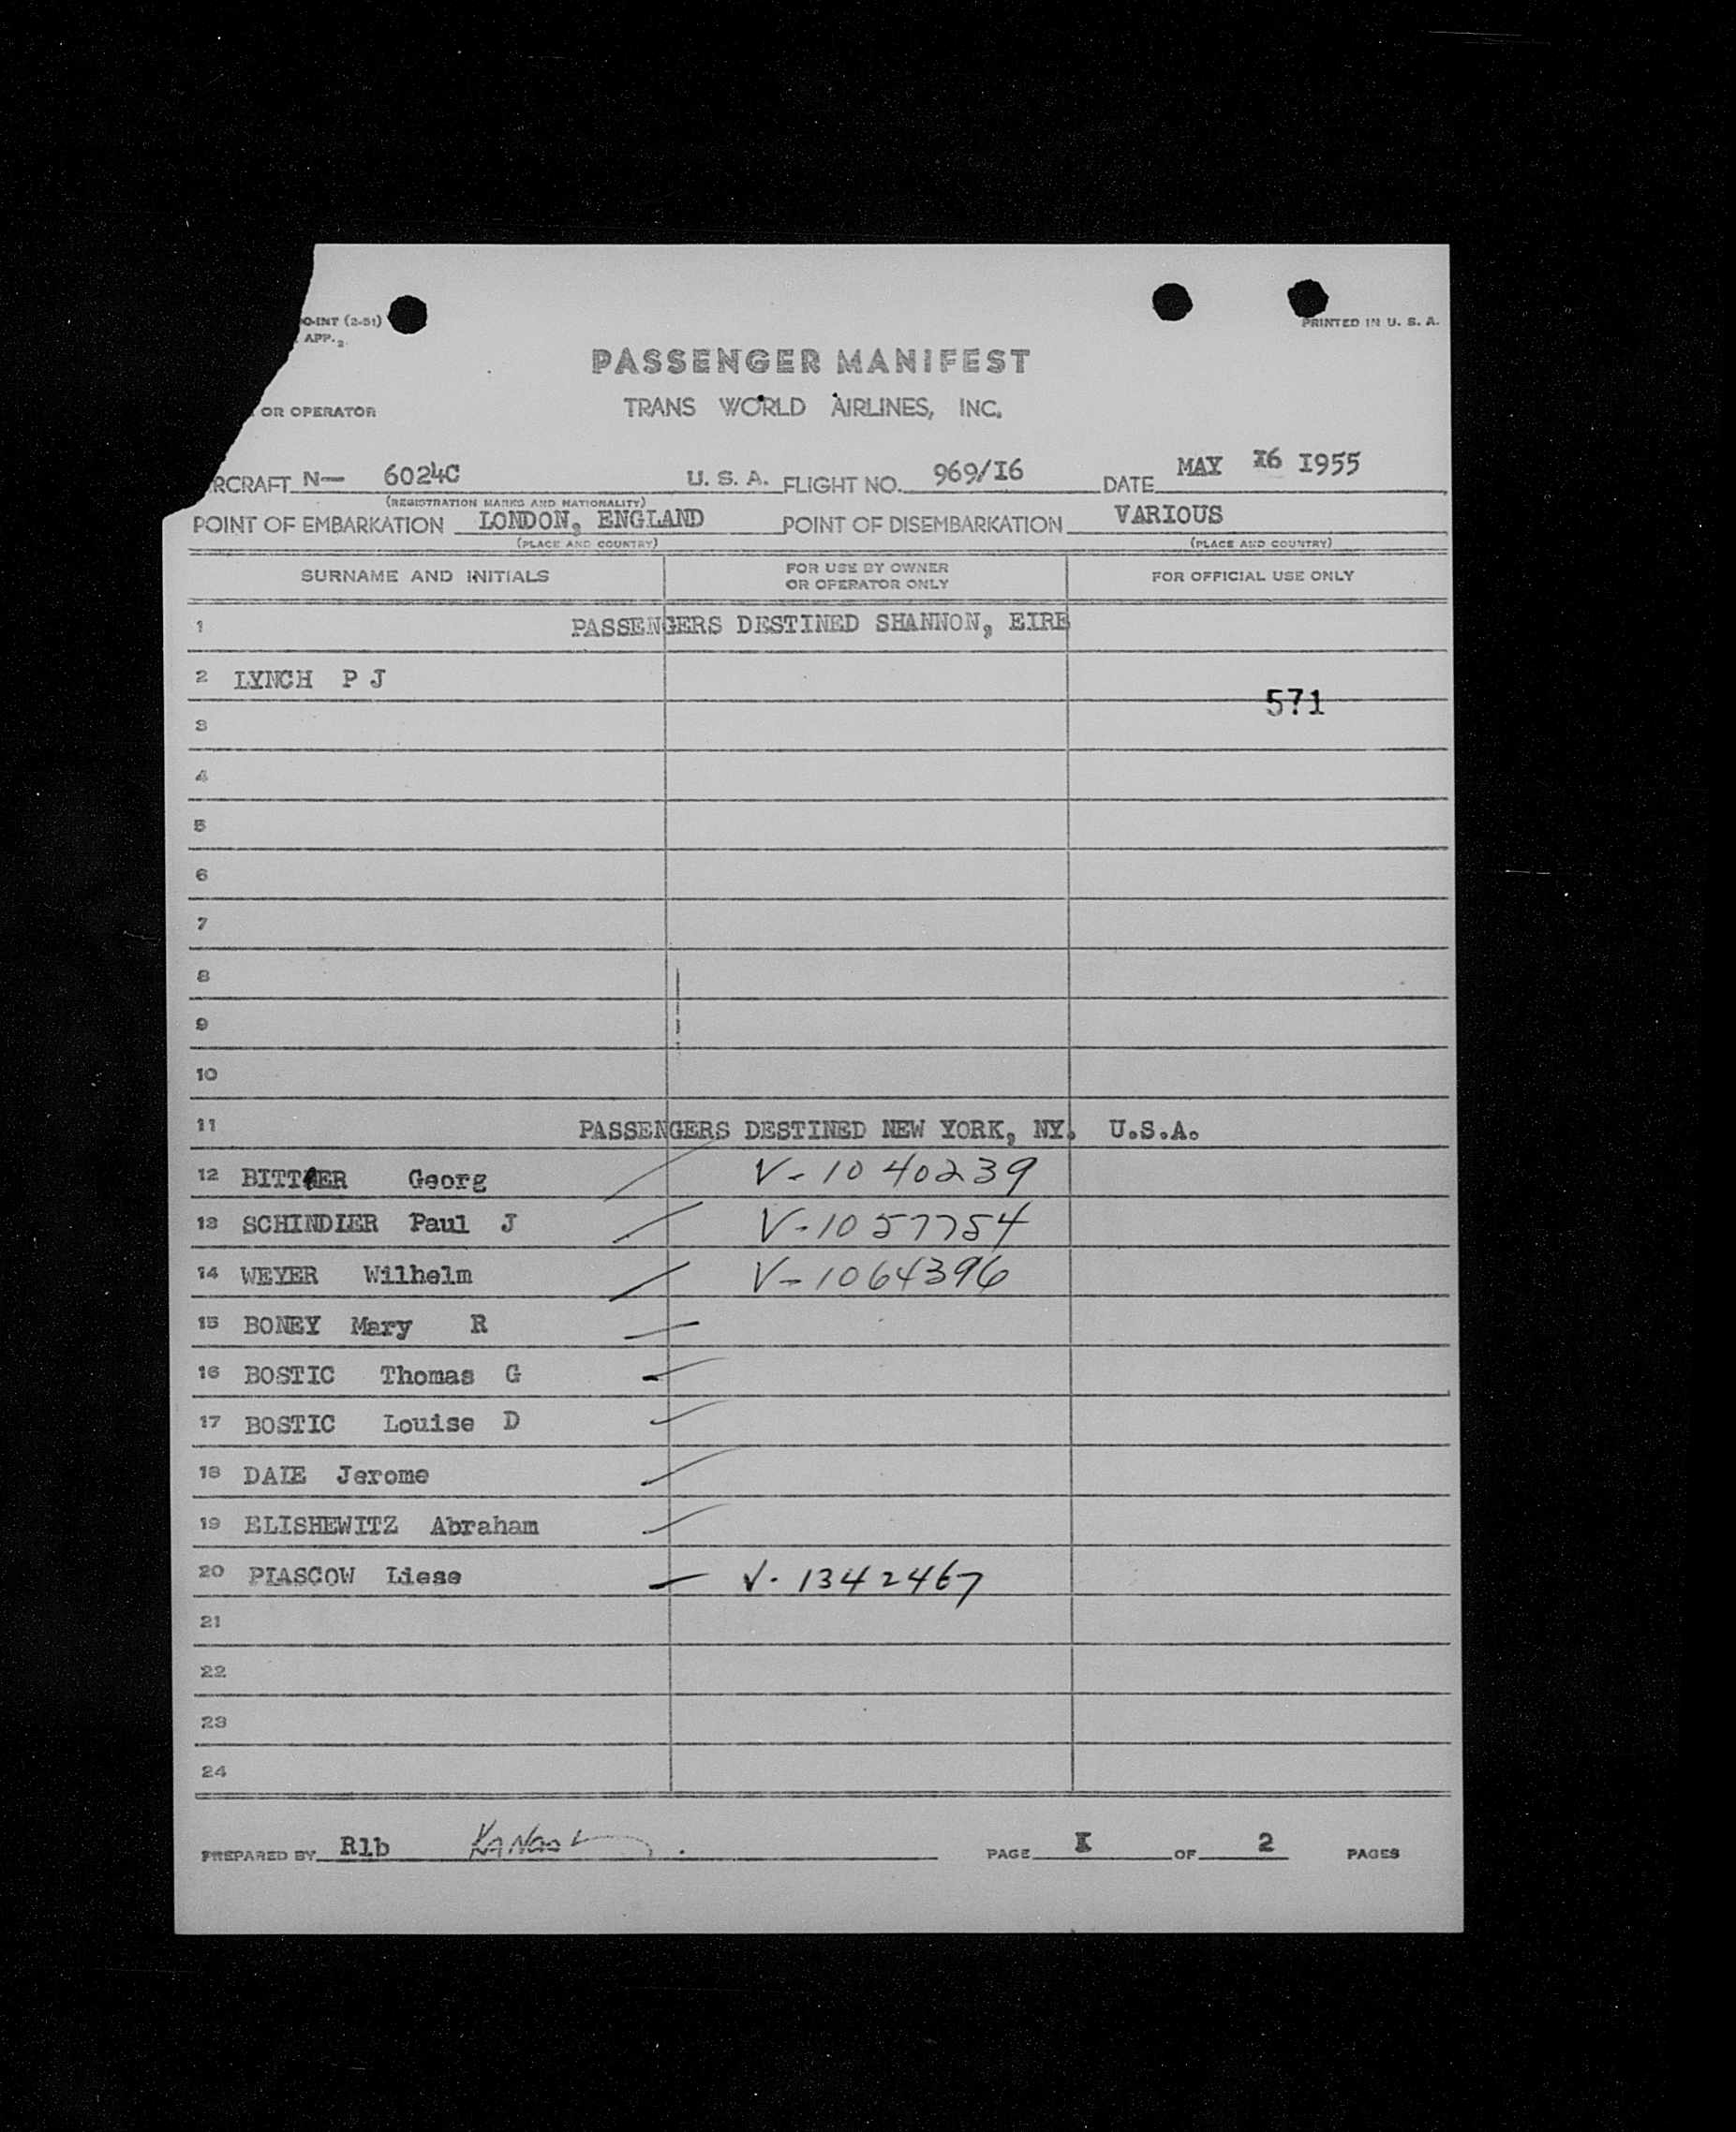 O-INT (2-51)
APP. 2
PRINTED IN U. S. A.
PASSENGER MANIFEST
OR OPERATOR
TRANS WORLD AIRLINES, INC.
RCRAFT N— 6024C U. S. A. FLIGHT NO. 969/I6 DATE MAY I6 I955
(REGISTRATION MARKS AND NATIONALITY)
POINT OF EMBARKATION LONDON, ENGLAND POINT OF DISEMBARKATION VARIOUS
(PLACE AND COUNTRY) (PLACE AND COUNTRY)
SURNAME AND INITIALS FOR USE BY OWNER OR OPERATOR ONLY FOR OFFICIAL USE ONLY
1 PASSENGERS DESTINED SHANNON, EIRE
2 LYNCH P J
571
3
4
5
6
7
8
9
10
11 PASSENGERS DESTINED NEW YORK, NY. U.S.A.
12 BITTNER Georg V-1040239
13 SCHINDLER Paul J V-1057754
14 WEYER Wilhelm V-1064396
15 BONEY Mary R
16 BOSTIC Thomas G
17 BOSTIC Louise D
18 DALE Jerome
19 ELISHEWITZ Abraham
20 PIASCOW Liese V-1342467
21
22
23
24
PREPARED BY Rlb PAGE I OF 2 PAGES